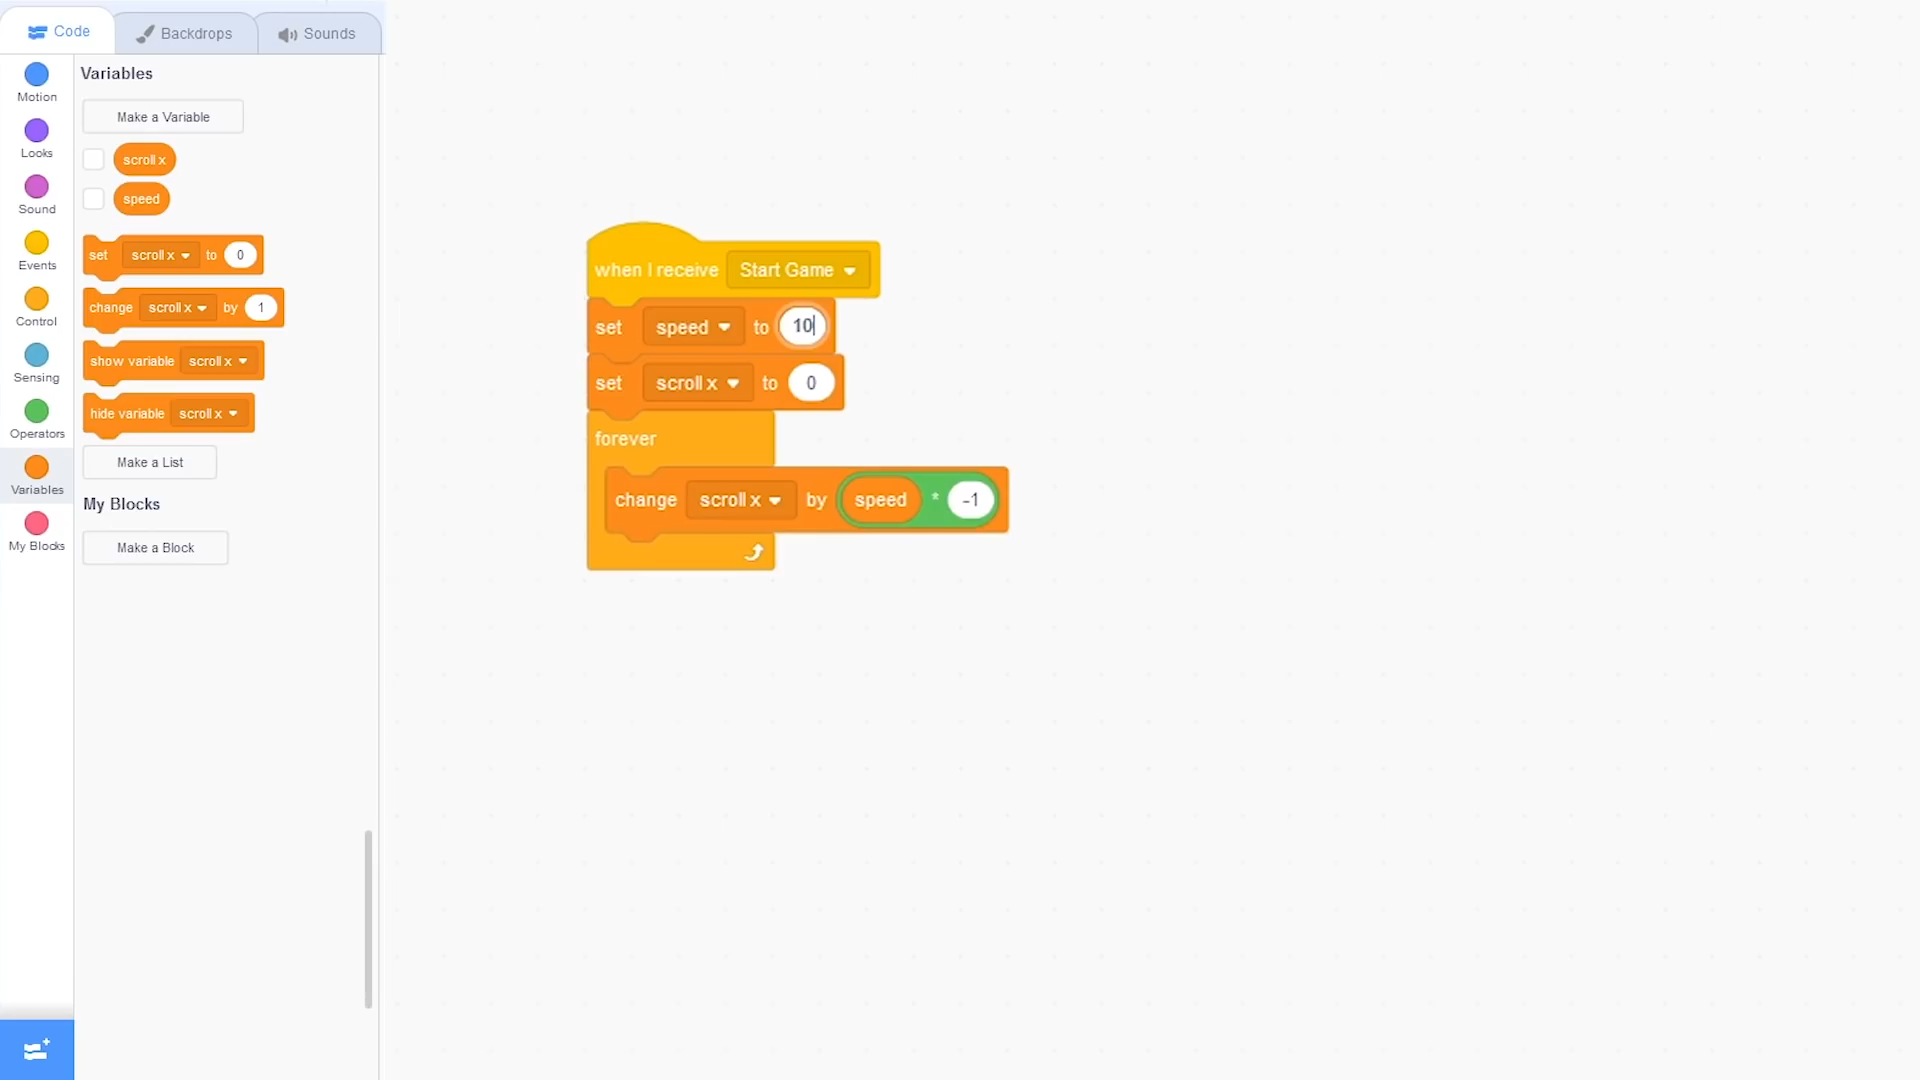 Code Backdrops Sounds
Motion
Looks
Sound
Events
Control
Sensing
Operators
Variables
My Blocks
Variables
Make a Variable
scroll x
speed
set scroll x to 0
change scroll x by 1
show variable scroll x
hide variable scroll x
Make a List
My Blocks
Make a Block
when I receive Start Game
set speed to 10
set scroll x to 0
forever
change scroll x by speed * -1